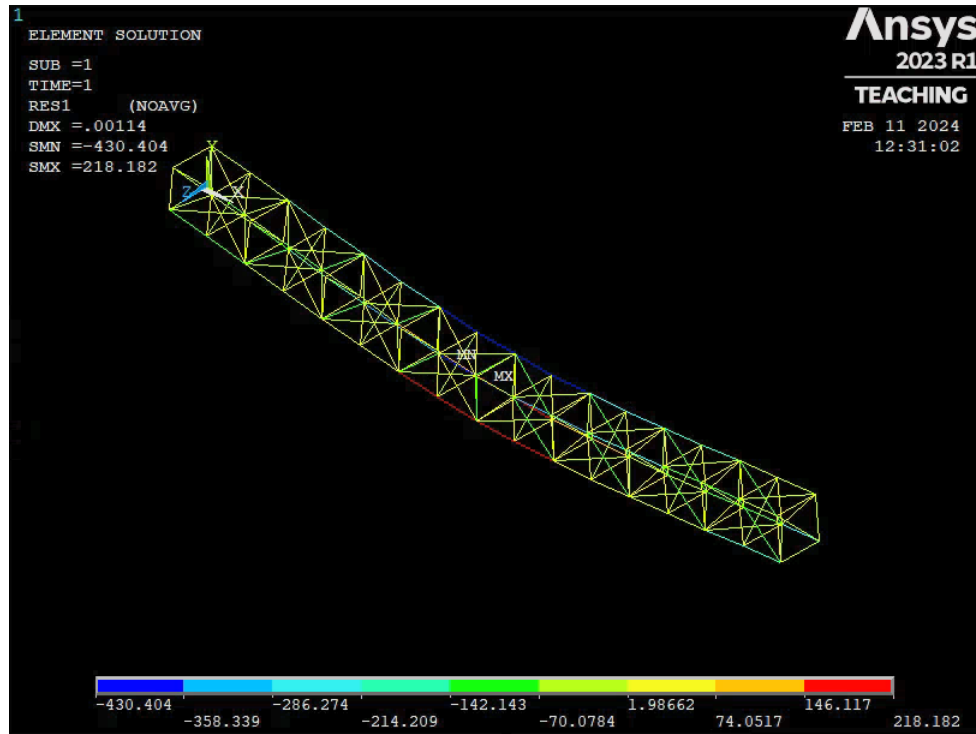 1
ELEMENT SOLUTION
SUB =1
TIME=1
RES1 (NOAVG)
DMX =.00114
SMN =-430.404
SMX =218.182
Ansys
2023 R1
TEACHING
FEB 11 2024
12:31:02
Y
Z X
MN
MX
-430.404 -286.274 -142.143 1.98662 146.117
-358.339 -214.209 -70.0784 74.0517 218.182